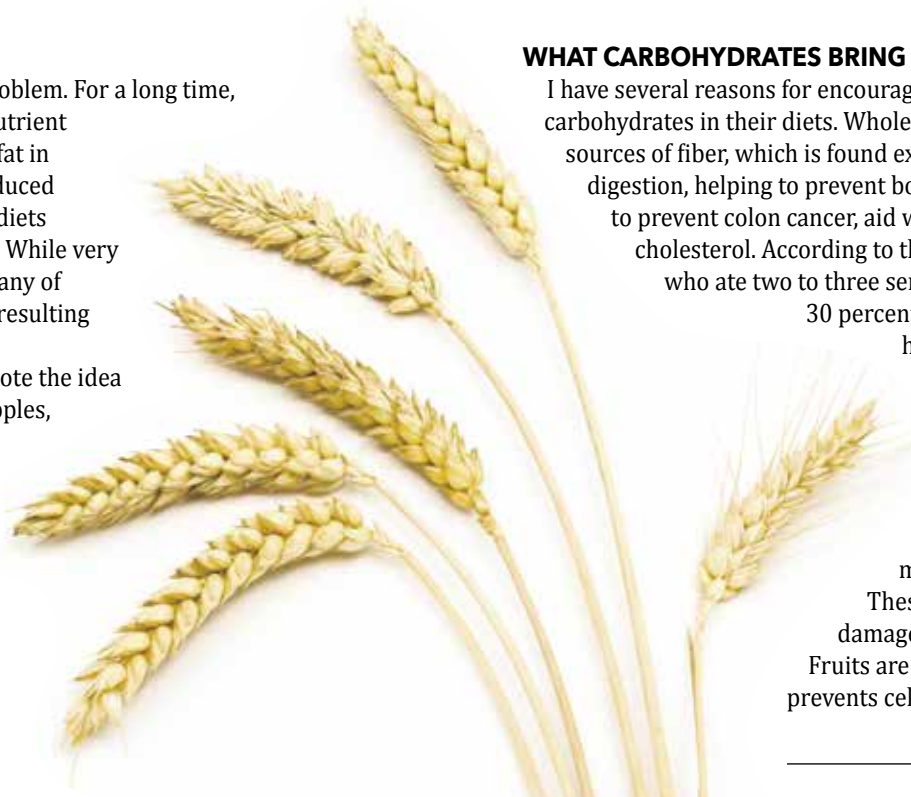 oblem. For a long time,
utrient
fat in
duced
diets
While very
any of
resulting
ote the idea
pples,
WHAT CARBOHYDRATES BRING
I have several reasons for encourag
carbohydrates in their diets. Whole
sources of fiber, which is found ex
digestion, helping to prevent bo
to prevent colon cancer, aid w
cholesterol. According to th
who ate two to three ser
30 percent
h
m
Thes
damage
Fruits are
prevents cel